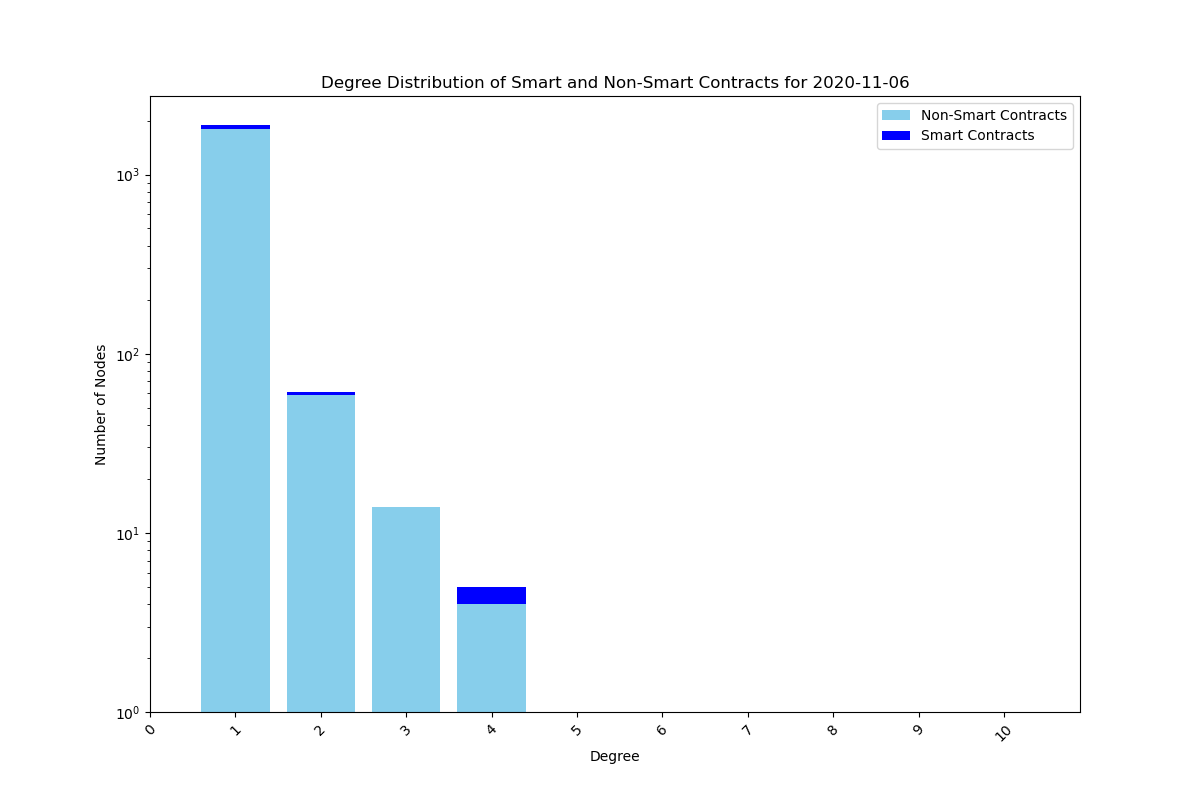 Degree Distribution of Smart and Non-Smart Contracts for 2020-11-06
Non-Smart Contracts
Smart Contracts
Number of Nodes
10³
10²
10¹
10⁰
0 1 2 3 4 5 6 7 8 9 10
Degree